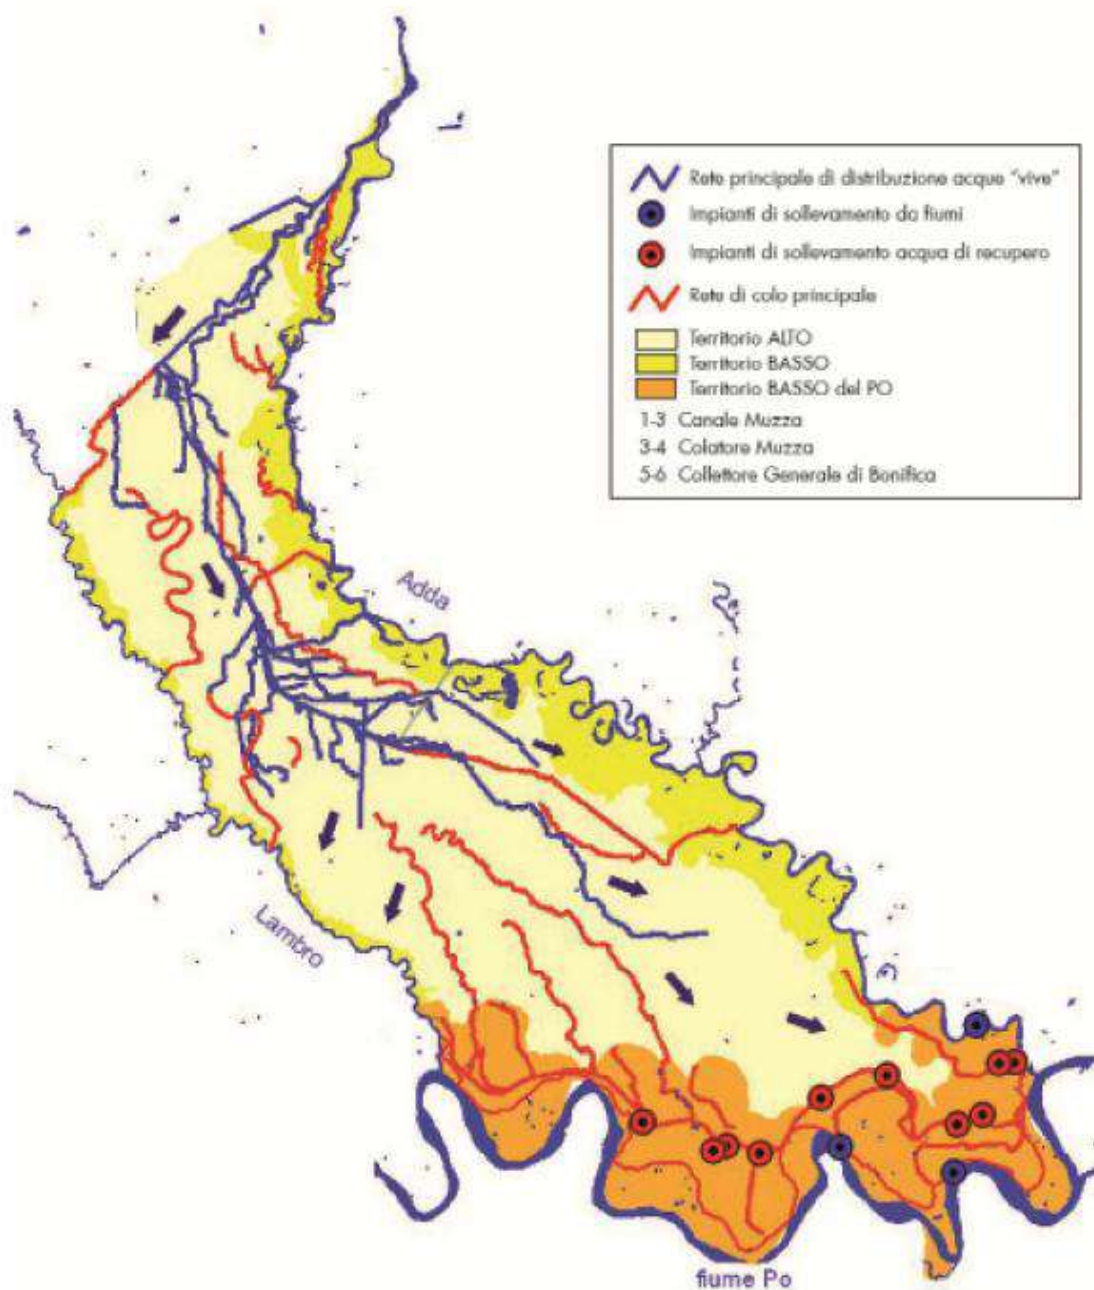 Rete principale di distribuzione acque "vive"
Impianti di sollevamento da fiumi
Impianti di sollevamento acqua di recupero
Rete di colo principale
Territorio ALTO
Territorio BASSO
Territorio BASSO del PO
1-3 Canale Muzza
3-4 Colatore Muzza
5-6 Collettore Generale di Bonifica
Adda
Lambro
fiume Po